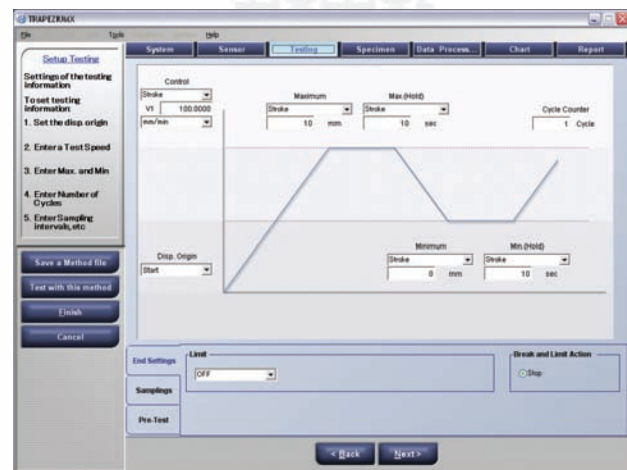 TRAPEZIUMX
File Tools Help
System Sensor Testing Specimen Data Process... Chart Report
Setup Testing
Settings of the testing
information
To set testing
information:
1. Set the disp. origin
2. Enter a Test Speed
3. Enter Max. and Min
4. Enter Number of
Cycles
5. Enter Sampling
intervals, etc
Save a Method file
Test with this method
Finish
Cancel
Control
Stroke
V1 100.0000
mm/min
Maximum
Stroke
10 mm
Max.(Hold)
Stroke
10 sec
Cycle Counter
1 Cycle
Disp. Origin
Start
Minimum
Stroke
0 mm
Min.(Hold)
Stroke
10 sec
End Settings
Samplings
Pre-Test
Limit
OFF
Break and Limit Action
Stop
< Back Next >